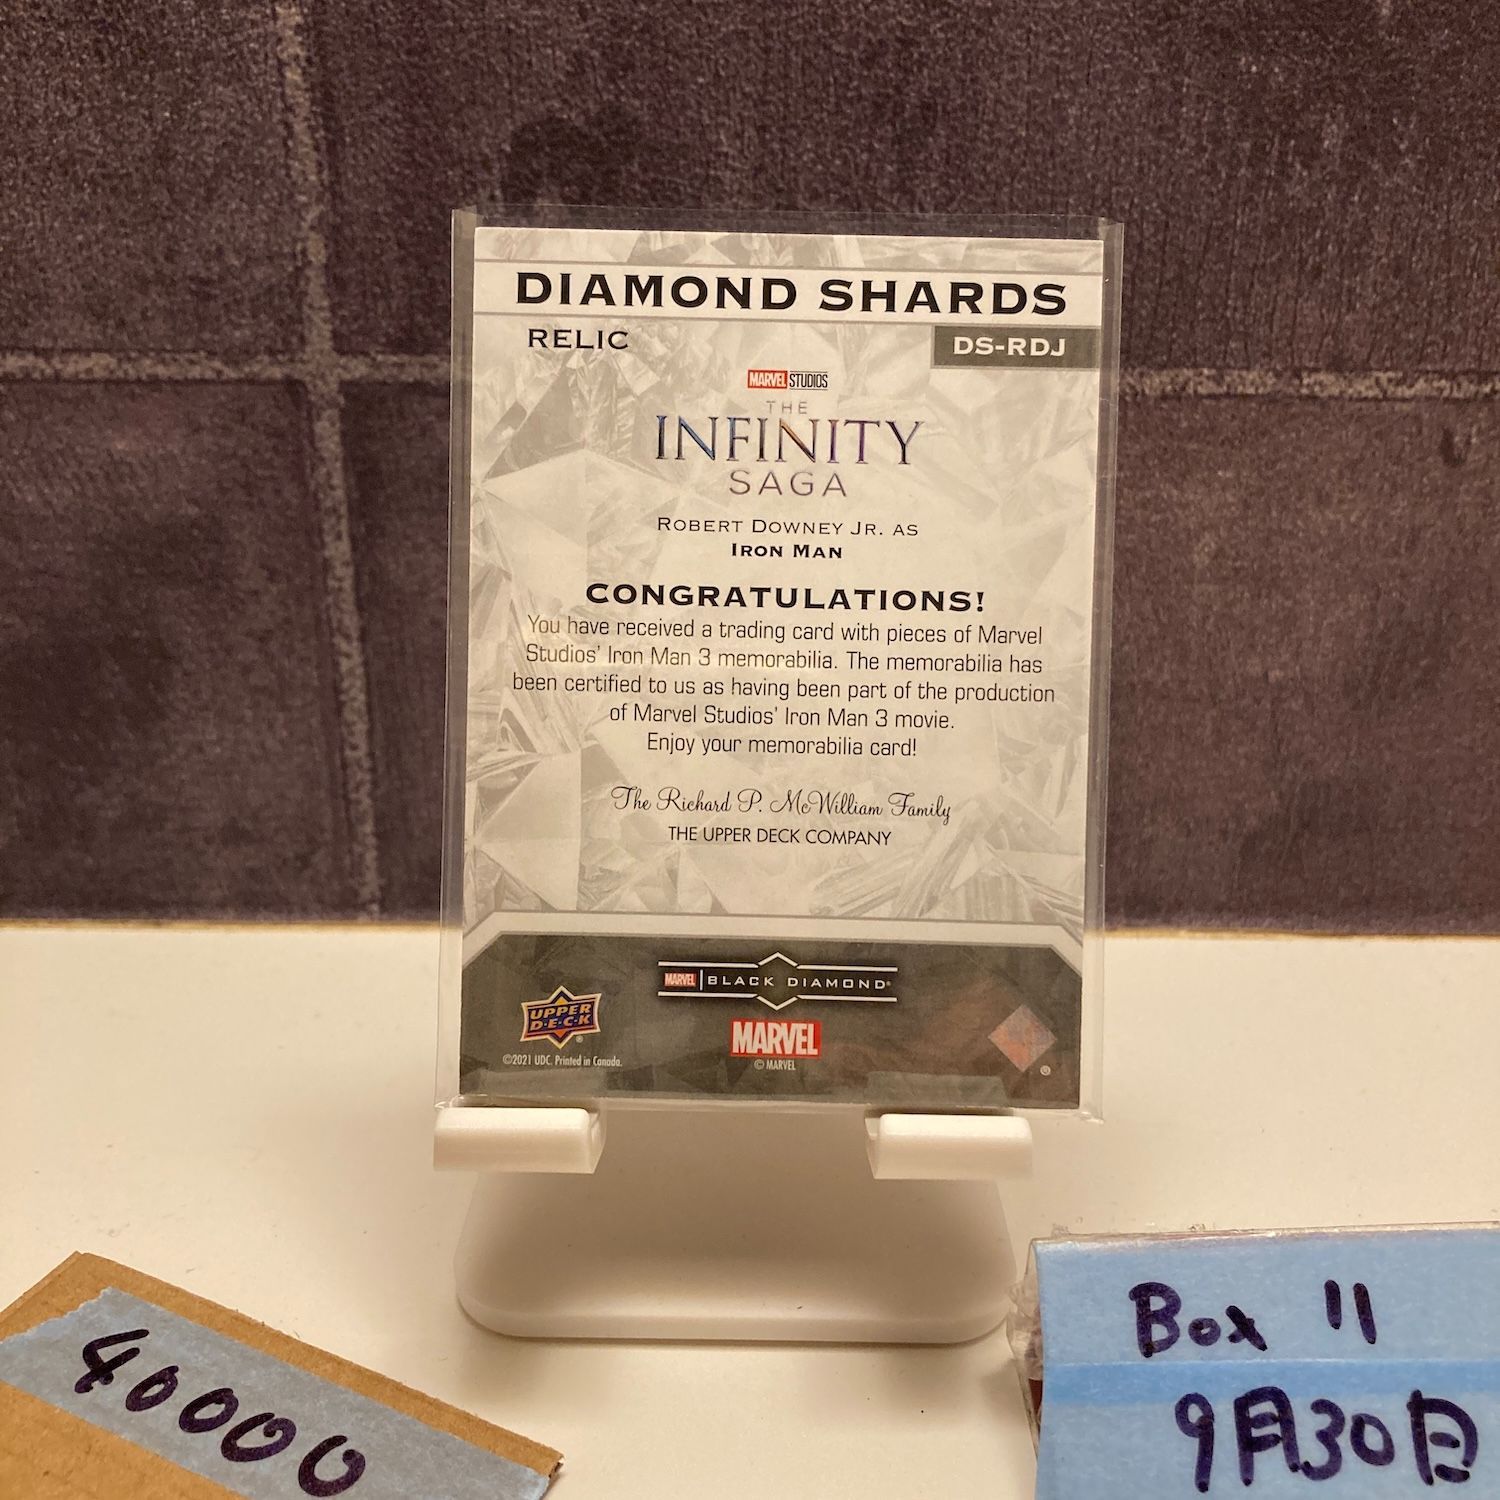 DIAMOND SHARDS
RELIC
DS-RDJ
MARVEL STUDIOS
THE
INFINITY
SAGA
ROBERT DOWNEY JR. AS
IRON MAN
CONGRATULATIONS!
You have received a trading card with pieces of Marvel
Studios' Iron Man 3 memorabilia. The memorabilia has
been certified to us as having been part of the production
of Marvel Studios' Iron Man 3 movie.
Enjoy your memorabilia card!
The Richard P. McWilliam Family
THE UPPER DECK COMPANY
MARVEL BLACK DIAMOND®
UPPER
D·E·C·K®
MARVEL
©2021 UDC. Printed in Canada.
© MARVEL
40000
Box 11
9月30日